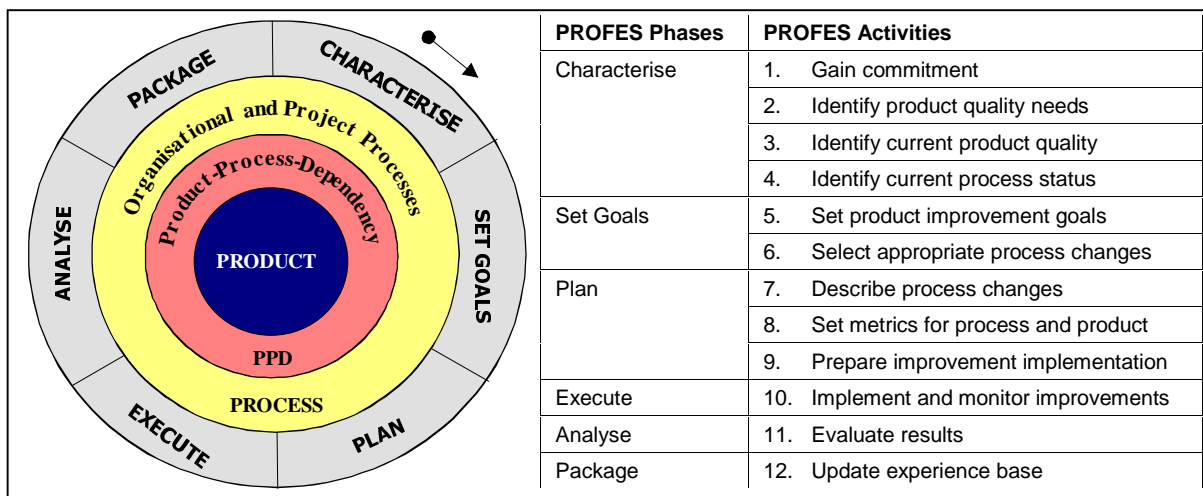 PACKAGE
CHARACTERISE
SET GOALS
PLAN
EXECUTE
ANALYSE
Organisational and Project Processes
Product-Process-Dependency
PRODUCT
PPD
PROCESS
PROFES Phases PROFES Activities
Characterise 1. Gain commitment
2. Identify product quality needs
3. Identify current product quality
4. Identify current process status
Set Goals 5. Set product improvement goals
6. Select appropriate process changes
Plan 7. Describe process changes
8. Set metrics for process and product
9. Prepare improvement implementation
Execute 10. Implement and monitor improvements
Analyse 11. Evaluate results
Package 12. Update experience base